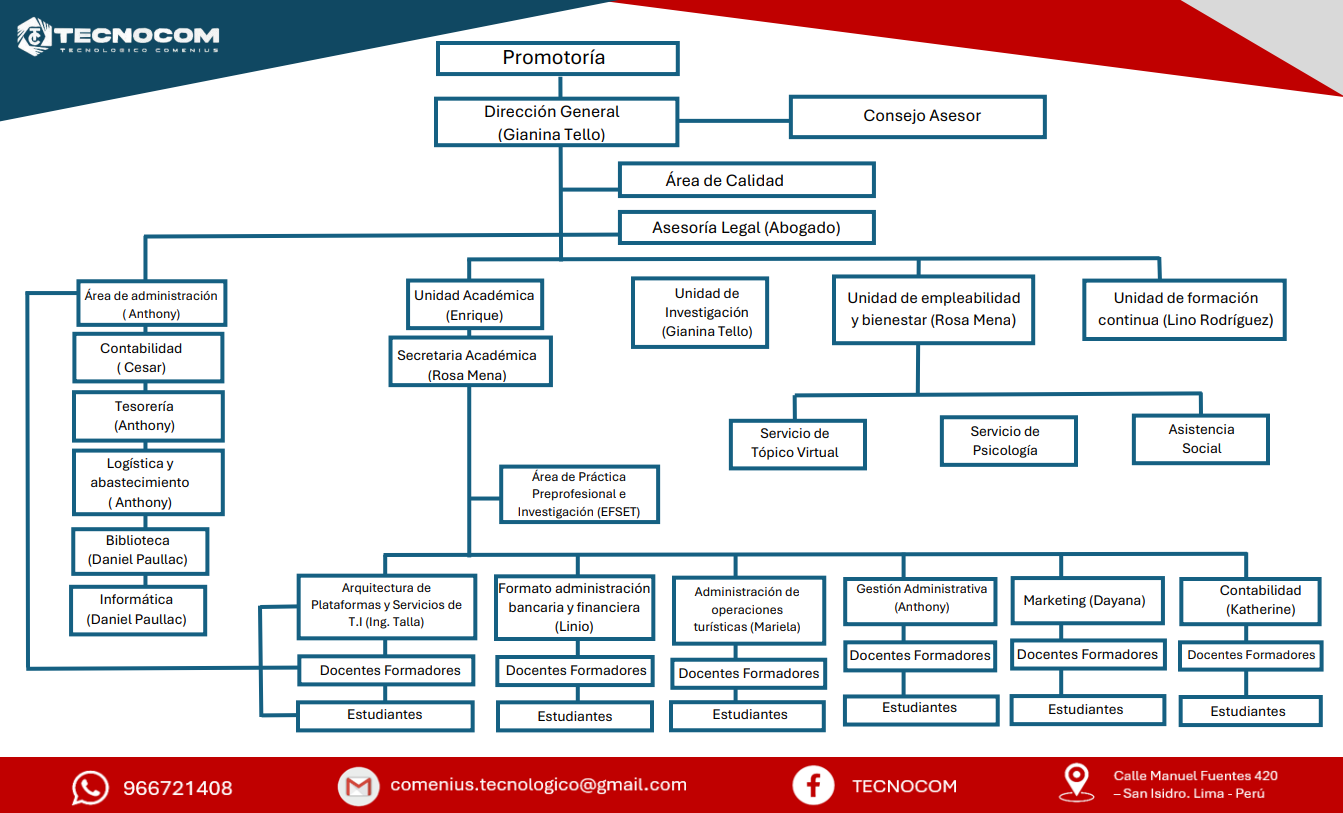 TECNOCOM
TECNOLOGICO COMENIUS
Promotoría
Dirección General
(Gianina Tello)
Consejo Asesor
Área de Calidad
Asesoría Legal (Abogado)
Área de administración
( Anthony)
Contabilidad
( Cesar)
Tesorería
(Anthony)
Logística y
abastecimiento
( Anthony)
Biblioteca
(Daniel Paullac)
Informática
(Daniel Paullac)
Unidad Académica
(Enrique)
Secretaria Académica
(Rosa Mena)
Unidad de
Investigación
(Gianina Tello)
Unidad de empleabilidad
y bienestar (Rosa Mena)
Unidad de formación
continua (Lino Rodríguez)
Servicio de
Tópico Virtual
Servicio de
Psicología
Asistencia
Social
Área de Práctica
Preprofesional e
Investigación (EFSET)
Arquitectura de
Plataformas y Servicios de
T.I (Ing. Talla)
Docentes Formadores
Estudiantes
Formato administración
bancaria y financiera
(Linio)
Docentes Formadores
Estudiantes
Administración de
operaciones
turísticas (Mariela)
Docentes Formadores
Estudiantes
Gestión Administrativa
(Anthony)
Docentes Formadores
Estudiantes
Marketing (Dayana)
Docentes Formadores
Estudiantes
Contabilidad
(Katherine)
Docentes Formadores
Estudiantes
966721408
comenius.tecnologico@gmail.com
TECNOCOM
Calle Manuel Fuentes 420
– San Isidro. Lima - Perú